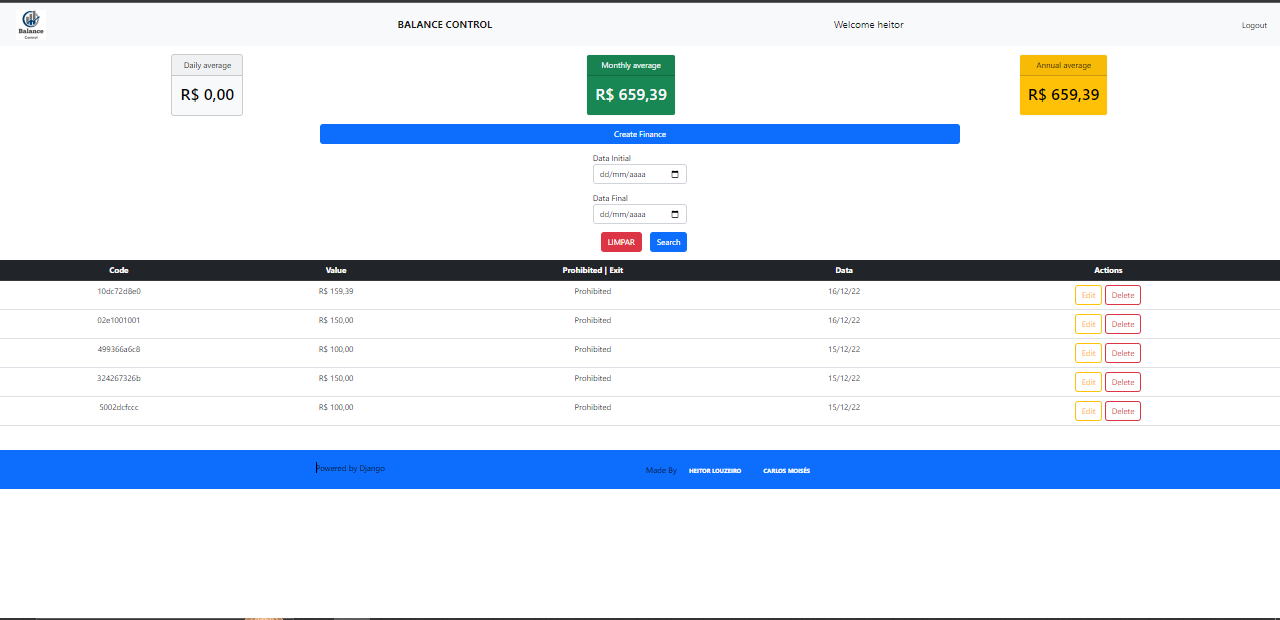 Balance
Control
BALANCE CONTROL
Welcome heitor
Logout
Daily average
R$ 0,00
Monthly average
R$ 659,39
Annual average
R$ 659,39
Create Finance
Data Initial
dd/mm/aaaa
Data Final
dd/mm/aaaa
LIMPAR Search
Code Value Prohibited | Exit Data Actions
10dc72d8e0 R$ 159,39 Prohibited 16/12/22 Edit Delete
02e1001001 R$ 150,00 Prohibited 16/12/22 Edit Delete
499366a6c8 R$ 100,00 Prohibited 15/12/22 Edit Delete
324267326b R$ 150,00 Prohibited 15/12/22 Edit Delete
5002dcfccc R$ 100,00 Prohibited 15/12/22 Edit Delete
Powered by Django
Made By HEITOR LOUZEIRO CARLOS MOISÉS